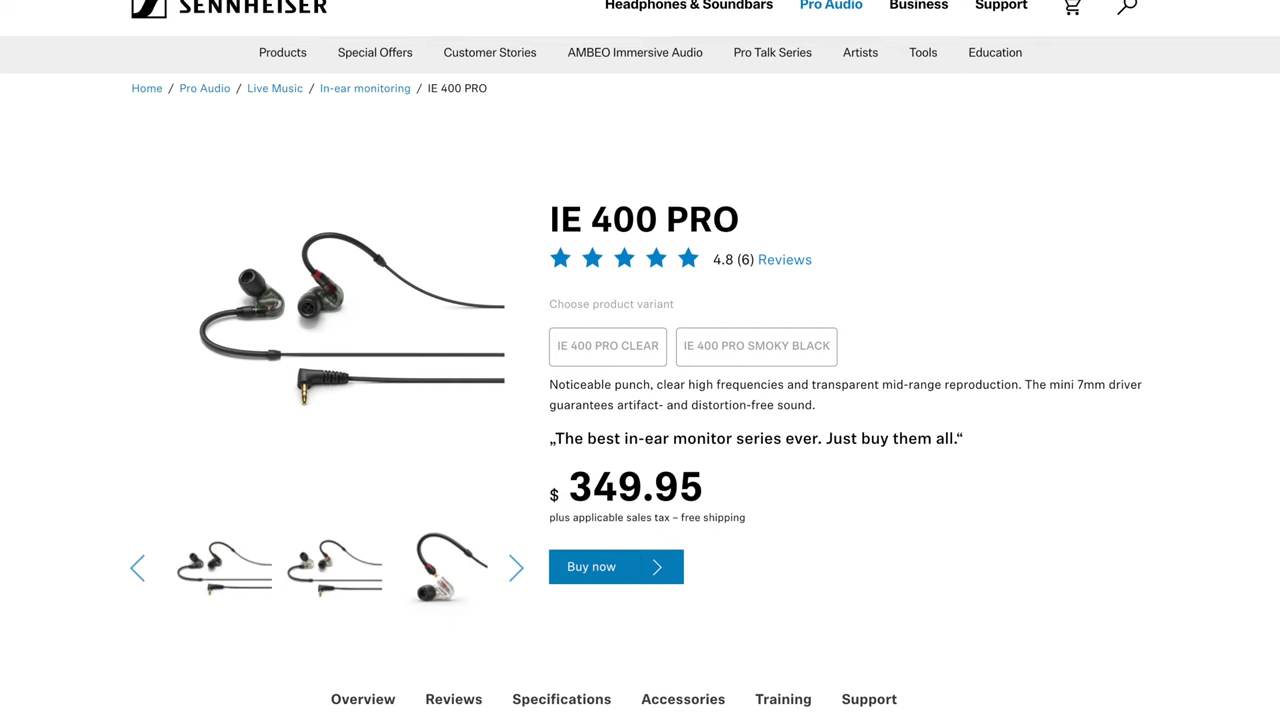 SENNHEISER
Headphones & Soundbars Pro Audio Business Support
Products Special Offers Customer Stories AMBEO Immersive Audio Pro Talk Series Artists Tools Education
Home / Pro Audio / Live Music / In-ear monitoring / IE 400 PRO
IE 400 PRO
4.8 (6) Reviews
Choose product variant
IE 400 PRO CLEAR IE 400 PRO SMOKY BLACK
Noticeable punch, clear high frequencies and transparent mid-range reproduction. The mini 7mm driver
guarantees artifact- and distortion-free sound.
„The best in-ear monitor series ever. Just buy them all.“
$ 349.95
plus applicable sales tax – free shipping
Buy now
Overview Reviews Specifications Accessories Training Support